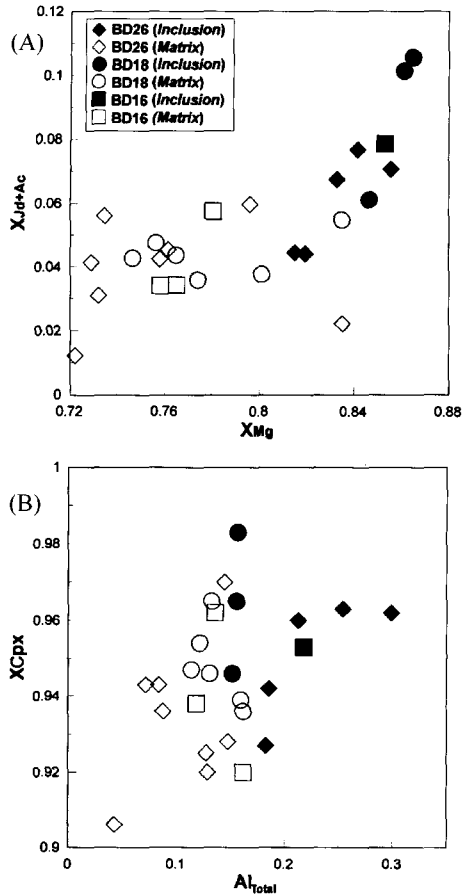 (A)
0.12
0.1
0.08
0.06
0.04
0.02
0
XJd+Ac
BD26 (Inclusion)
BD26 (Matrix)
BD18 (Inclusion)
BD18 (Matrix)
BD16 (Inclusion)
BD16 (Matrix)
0.72 0.76 0.8 0.84 0.88
XMg
(B)
1
0.98
0.96
0.94
0.92
0.9
XCpx
0 0.1 0.2 0.3
AlTotal